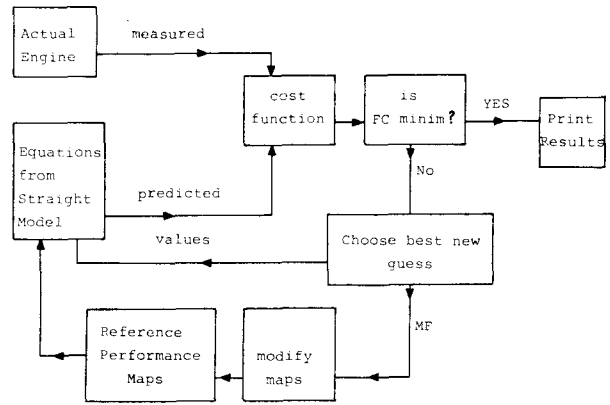 Actual
Engine
measured
cost
function
is
FC minim?
YES
Print
Results
Equations
from
Straight
Model
predicted
values
No
Choose best new
guess
MF
Reference
Performance
Maps
modify
maps